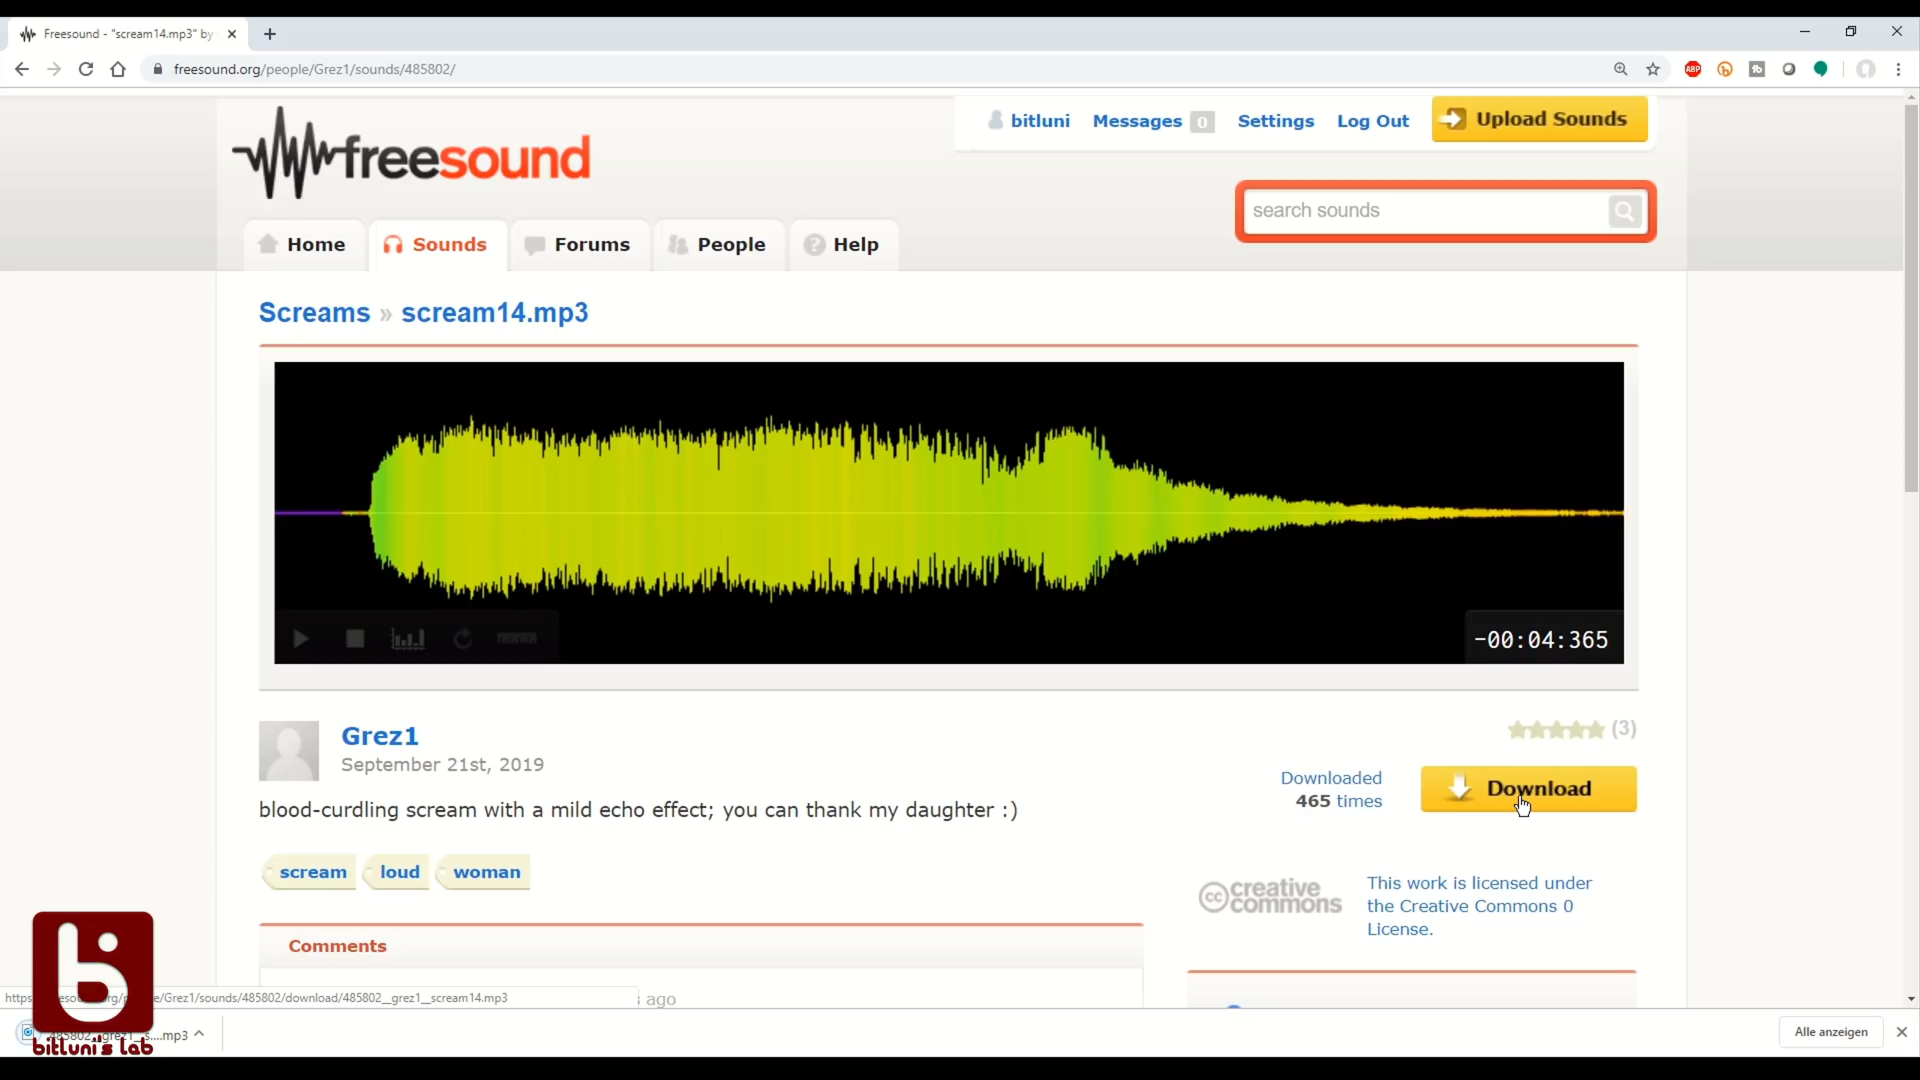 Freesound - "scream14.mp3" by
freesound.org/people/Grez1/sounds/485802/
ABP
freesound
bitluni Messages 0 Settings Log Out Upload Sounds
search sounds
Home Sounds Forums People Help
Screams » scream14.mp3
-00:04:365
Grez1
(3)
September 21st, 2019
Downloaded
465 times
Download
blood-curdling scream with a mild echo effect; you can thank my daughter :)
scream loud woman
cc creative commons
This work is licensed under
the Creative Commons 0
License.
Comments
ago
e/Grez1/sounds/485802/download/485802__grez1__scream14.mp3
Alle anzeigen
bitluni's lab